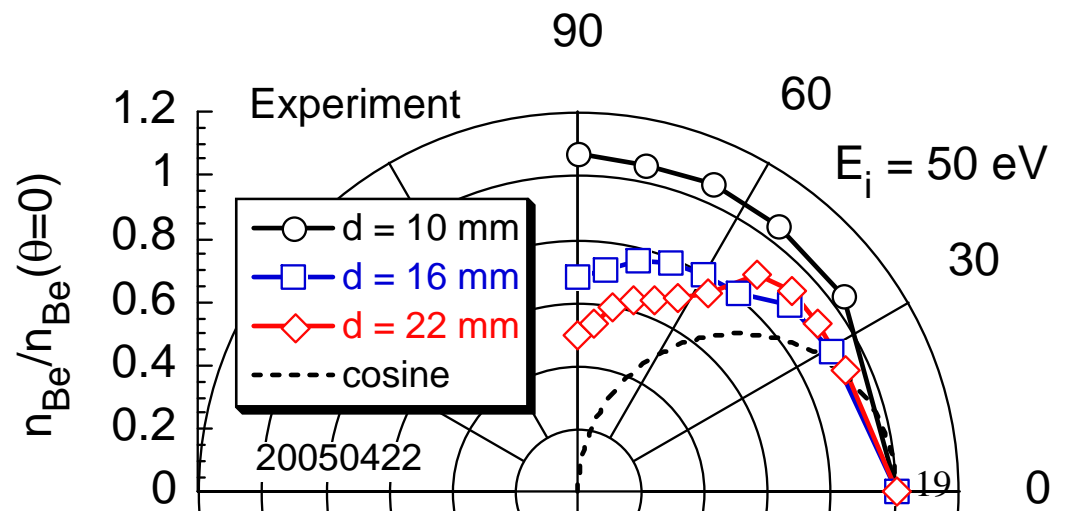 90
Experiment
60
1.2
1
0.8
0.6
0.4
0.2
0
n_Be/n_Be(θ=0)
E_i = 50 eV
d = 10 mm
d = 16 mm
d = 22 mm
cosine
30
20050422
19
0